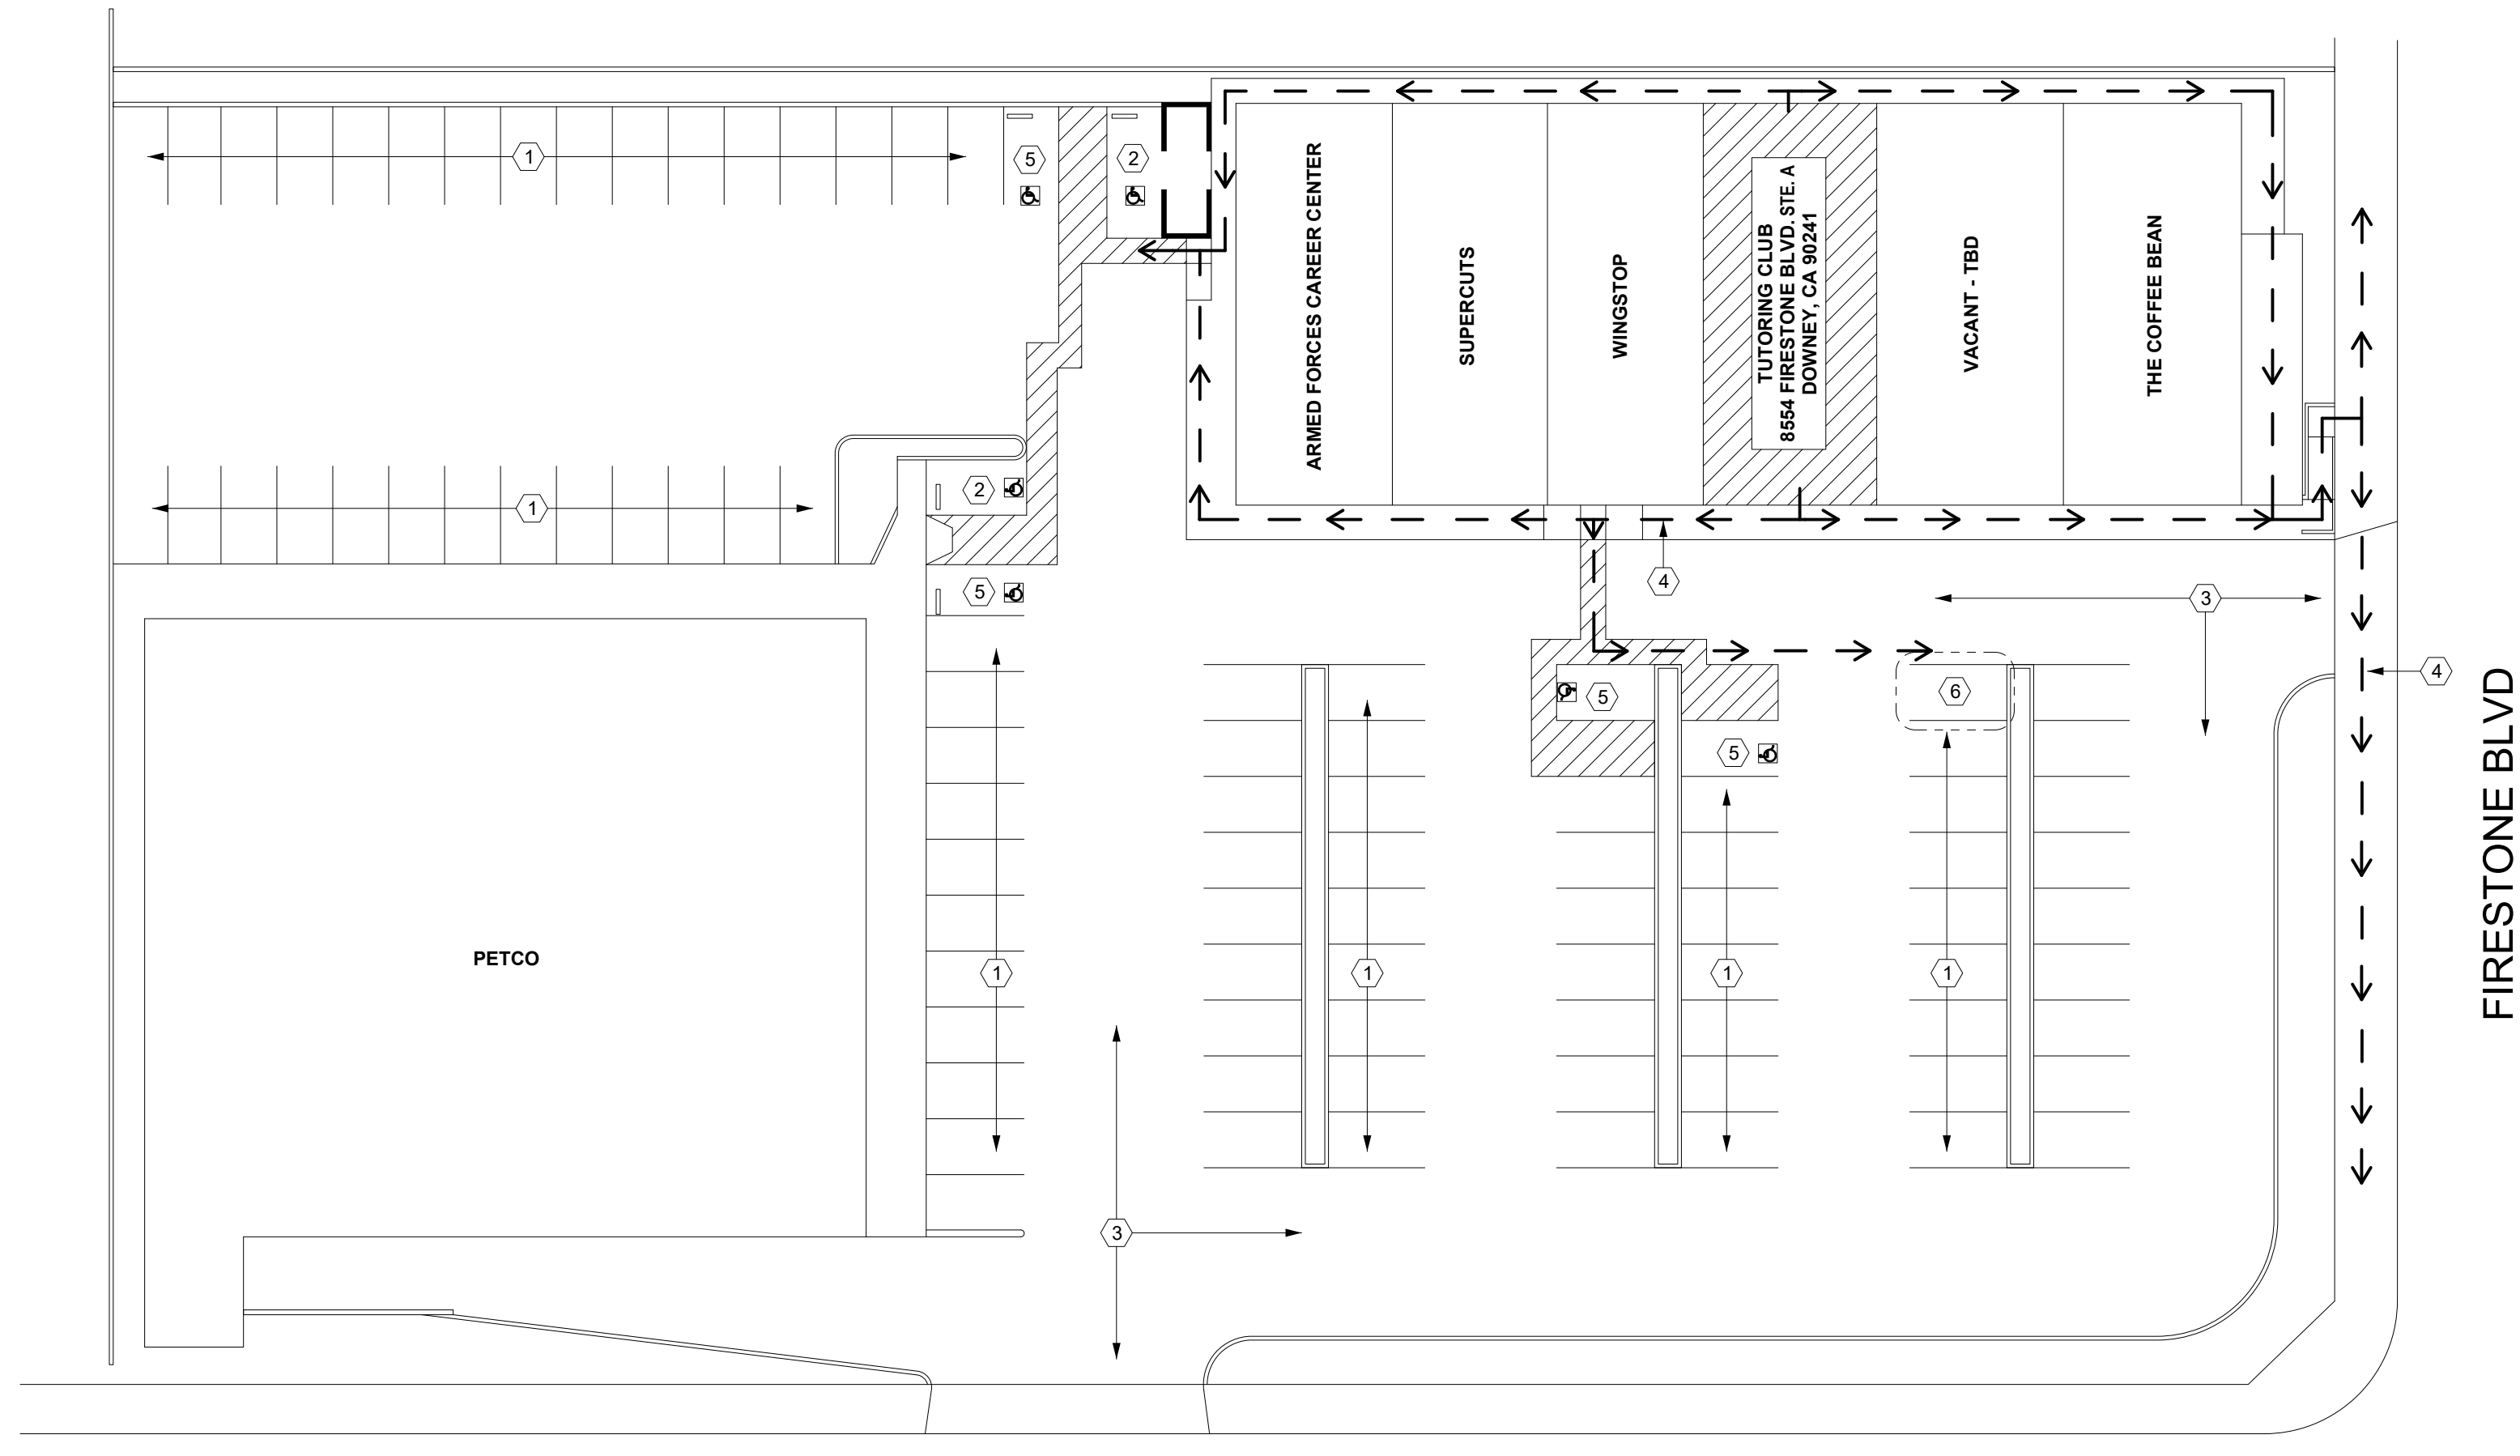 1
5
2
ARMED FORCES CAREER CENTER
SUPERCUTS
WINGSTOP
TUTORING CLUB
8554 FIRESTONE BLVD. STE. A
DOWNEY, CA 90241
VACANT - TBD
THE COFFEE BEAN
1
2
5
4
3
4
5
6
5
FIRESTONE BLVD
PETCO
1
1
1
1
3